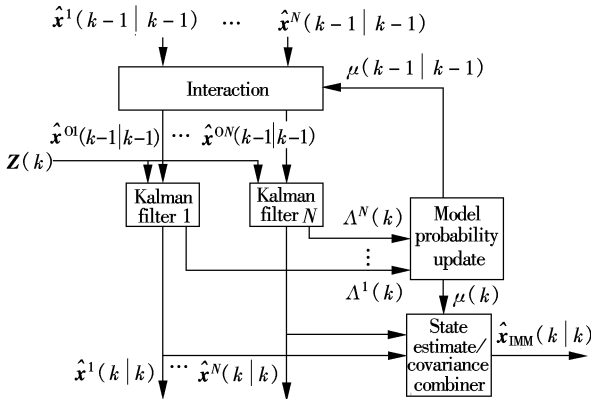 x̂¹(k−1|k−1) ⋯ x̂ᴺ(k−1|k−1)
μ(k−1|k−1)
Interaction
x̂⁰¹(k−1|k−1) ⋯ x̂⁰ᴺ(k−1|k−1)
Z(k)
Kalman
filter 1
Kalman
filter N
Λᴺ(k)
⋮
Λ¹(k)
Model
probability
update
μ(k)
State
estimate/
covariance
combiner
x̂IMM(k|k)
x̂¹(k|k) ⋯ x̂ᴺ(k|k)